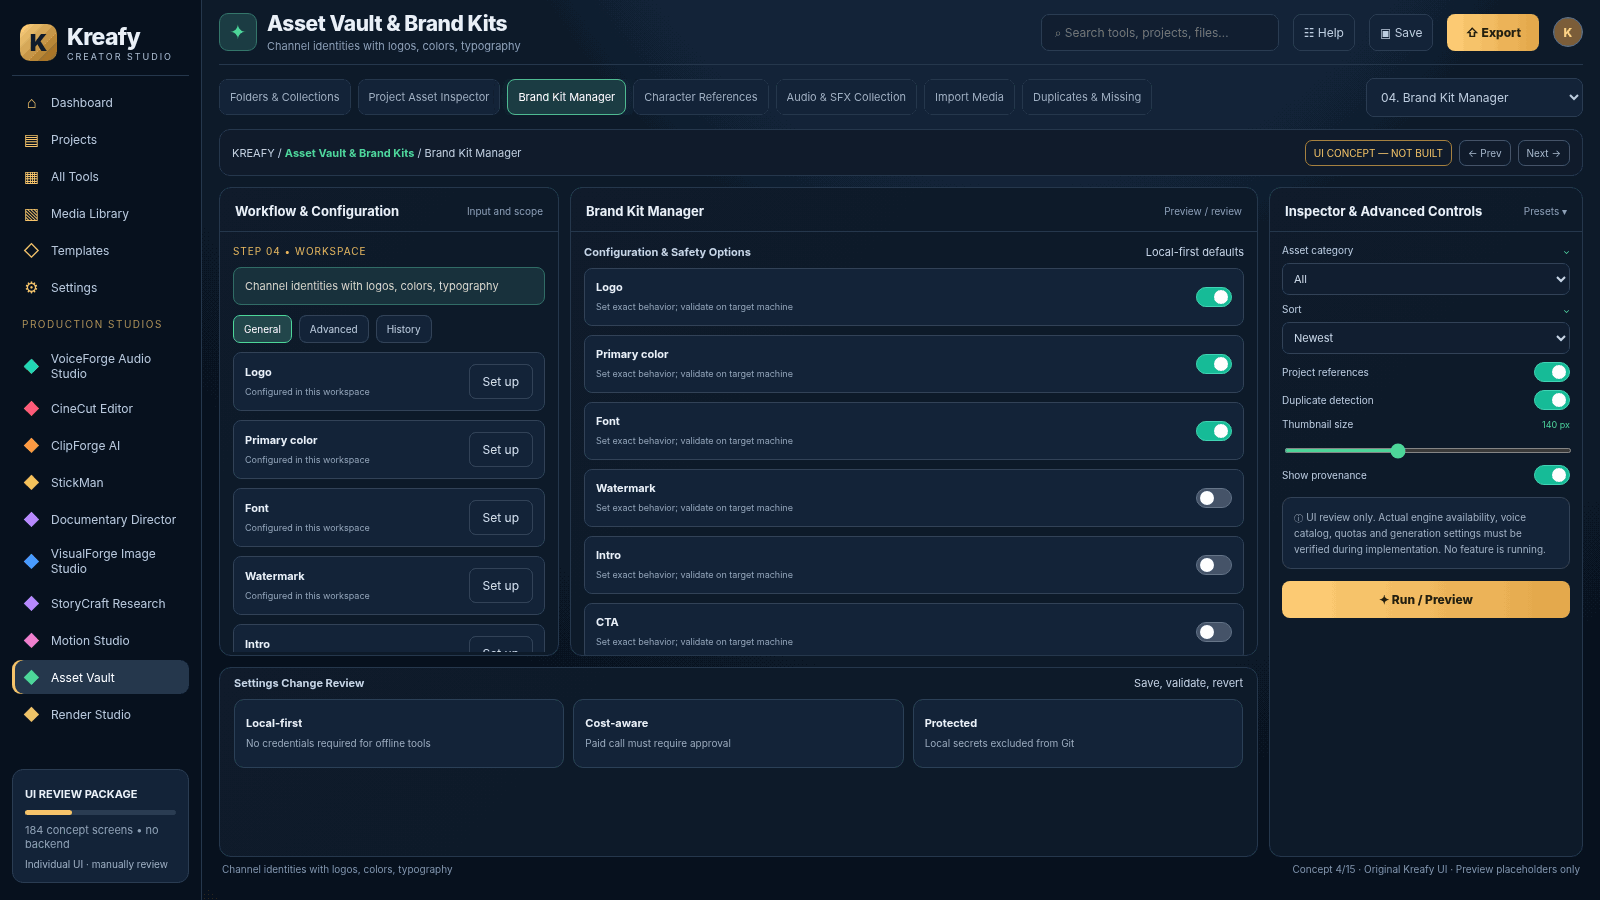 K
Kreafy
CREATOR STUDIO
Dashboard
Projects
All Tools
Media Library
Templates
Settings
PRODUCTION STUDIOS
VoiceForge Audio
Studio
CineCut Editor
ClipForge AI
StickMan
Documentary Director
VisualForge Image
Studio
StoryCraft Research
Motion Studio
Asset Vault
Render Studio
UI REVIEW PACKAGE
184 concept screens • no
backend
Individual UI · manually review
Asset Vault & Brand Kits
Channel identities with logos, colors, typography
Search tools, projects, files...
Help
Save
Export
K
Folders & Collections
Project Asset Inspector
Brand Kit Manager
Character References
Audio & SFX Collection
Import Media
Duplicates & Missing
04. Brand Kit Manager
KREAFY / Asset Vault & Brand Kits / Brand Kit Manager
UI CONCEPT — NOT BUILT
← Prev
Next →
Workflow & Configuration
Input and scope
STEP 04 • WORKSPACE
Channel identities with logos, colors, typography
General
Advanced
History
Logo
Configured in this workspace
Set up
Primary color
Configured in this workspace
Set up
Font
Configured in this workspace
Set up
Watermark
Configured in this workspace
Set up
Intro
Set up
Brand Kit Manager
Preview / review
Configuration & Safety Options
Local-first defaults
Logo
Set exact behavior; validate on target machine
Primary color
Set exact behavior; validate on target machine
Font
Set exact behavior; validate on target machine
Watermark
Set exact behavior; validate on target machine
Intro
Set exact behavior; validate on target machine
CTA
Set exact behavior; validate on target machine
Inspector & Advanced Controls
Presets ▾
Asset category
All
Sort
Newest
Project references
Duplicate detection
Thumbnail size
140 px
Show provenance
ⓘ UI review only. Actual engine availability, voice
catalog, quotas and generation settings must be
verified during implementation. No feature is running.
✦ Run / Preview
Settings Change Review
Save, validate, revert
Local-first
No credentials required for offline tools
Cost-aware
Paid call must require approval
Protected
Local secrets excluded from Git
Channel identities with logos, colors, typography
Concept 4/15 · Original Kreafy UI · Preview placeholders only